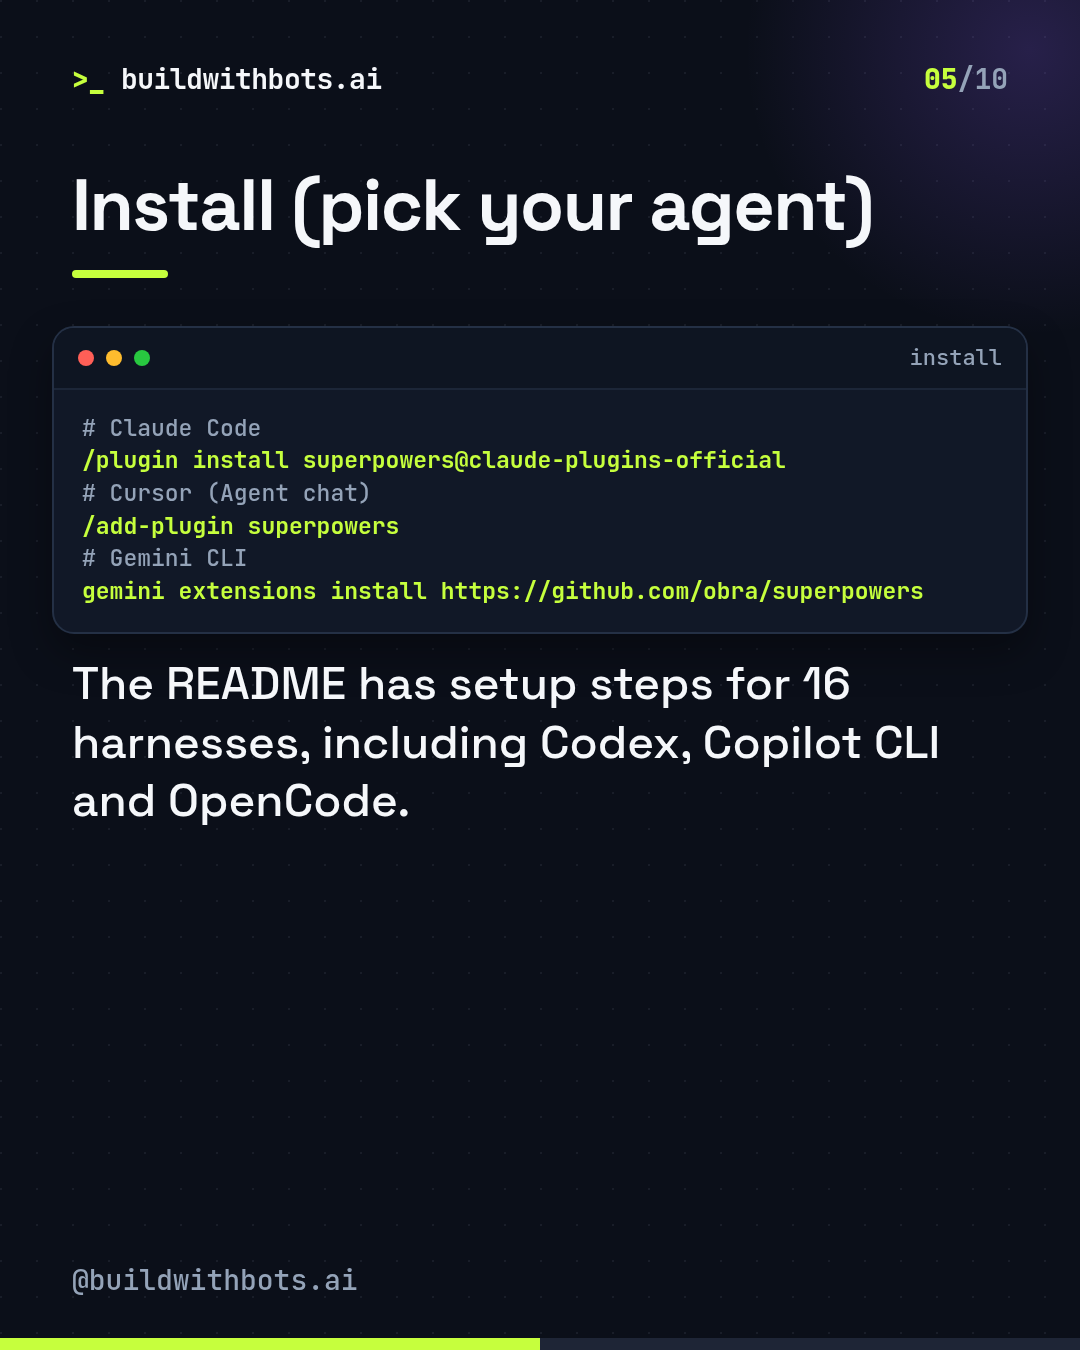 >_ buildwithbots.ai
05/10
Install (pick your agent)
install
# Claude Code
/plugin install superpowers@claude-plugins-official
# Cursor (Agent chat)
/add-plugin superpowers
# Gemini CLI
gemini extensions install https://github.com/obra/superpowers
The README has setup steps for 16
harnesses, including Codex, Copilot CLI
and OpenCode.
@buildwithbots.ai